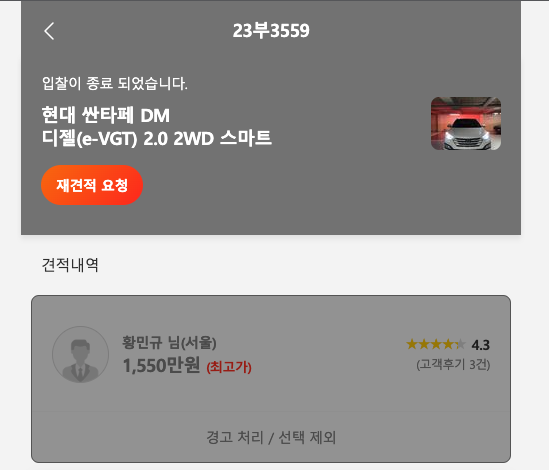 23부3559
입찰이 종료 되었습니다.
현대 싼타페 DM
디젤(e-VGT) 2.0 2WD 스마트
재견적 요청
견적내역
황민규 님(서울)
1,550만원 (최고가)
4.3
(고객후기 3건)
경고 처리 / 선택 제외